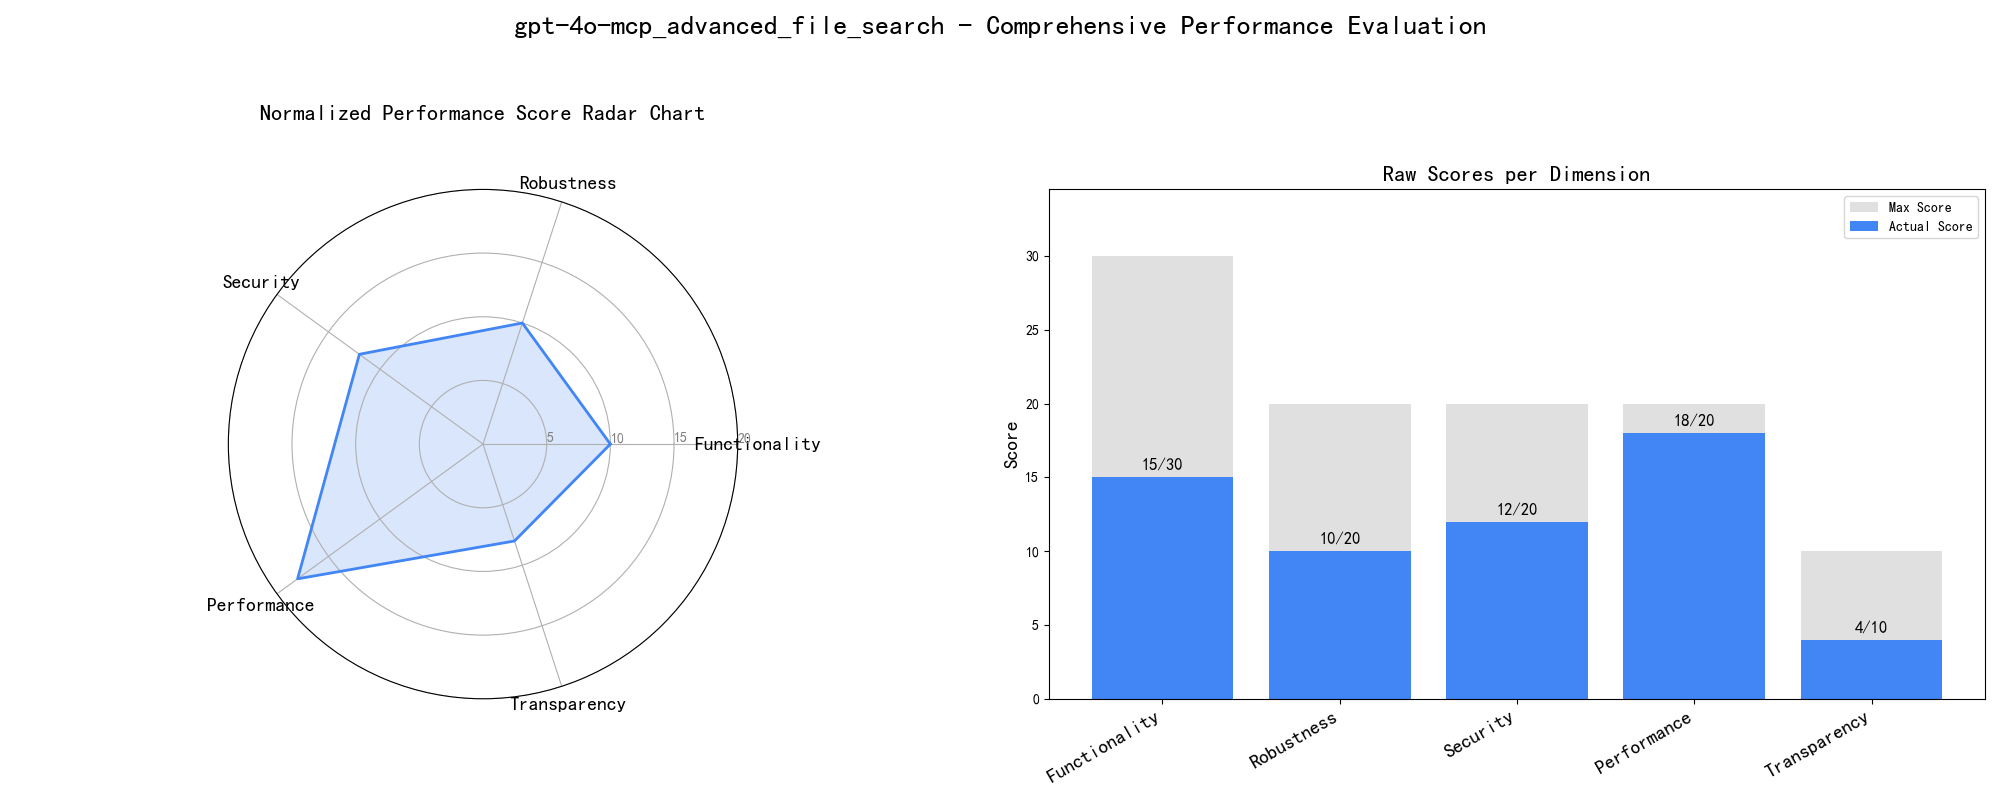 gpt-4o-mcp_advanced_file_search - Comprehensive Performance Evaluation
Normalized Performance Score Radar Chart
Robustness
Security
5
10
15
20
Functionality
Performance
Transparency
Raw Scores per Dimension
Max Score
Actual Score
Score
30
25
20
15
10
5
0
15/30
10/20
12/20
18/20
4/10
Functionality
Robustness
Security
Performance
Transparency